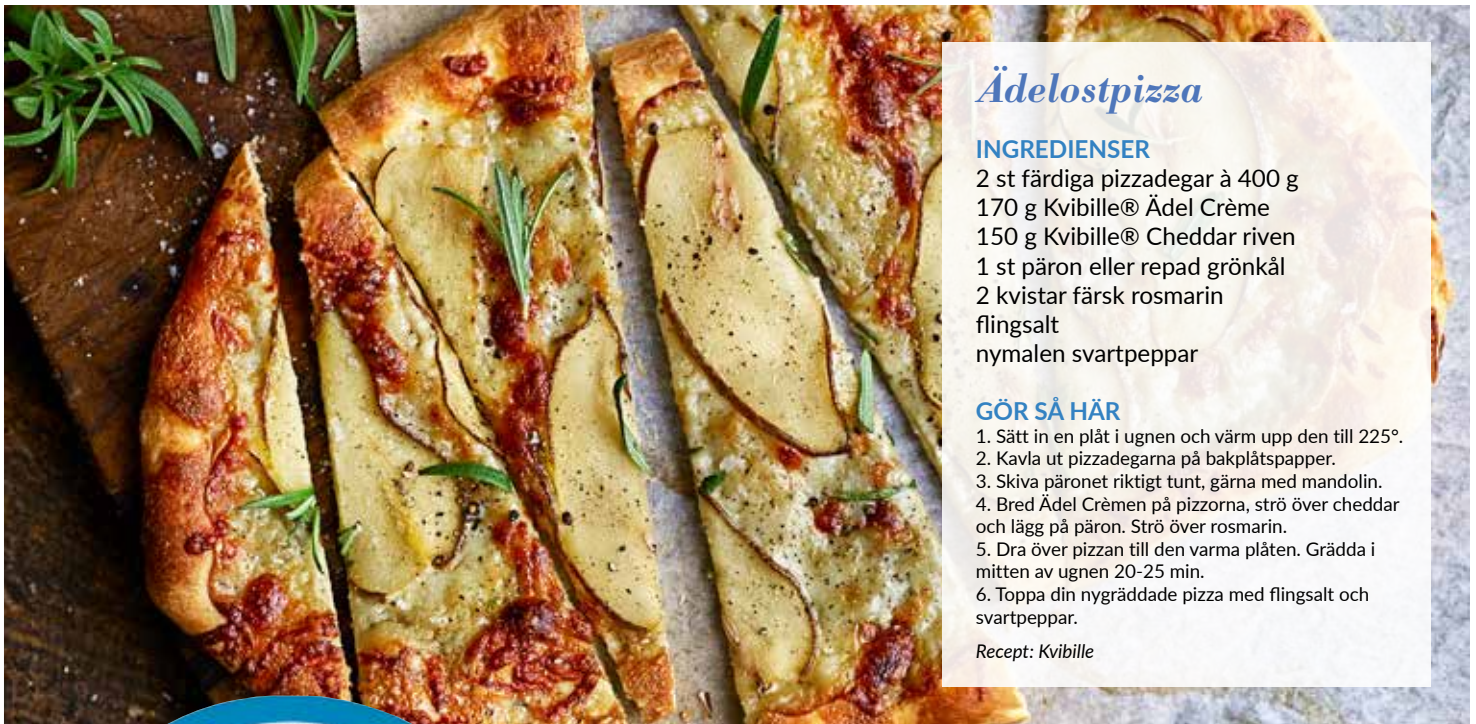 Ädelostpizza
INGREDIENSER
2 st färdiga pizzadegar à 400 g
170 g Kvibille® Ädel Crème
150 g Kvibille® Cheddar riven
1 st päron eller repad grönkål
2 kvistar färsk rosmarin
flingsalt
nymalen svartpeppar
GÖR SÅ HÄR
1. Sätt in en plåt i ugnen och värm upp den till 225°.
2. Kavla ut pizzadegarna på bakplåtspapper.
3. Skiva päronet riktigt tunt, gärna med mandolin.
4. Bred Ädel Crèmen på pizzorna, strö över cheddar
och lägg på päron. Strö över rosmarin.
5. Dra över pizzan till den varma plåten. Grädda i
mitten av ugnen 20-25 min.
6. Toppa din nygräddade pizza med flingsalt och
svartpeppar.
Recept: Kvibille